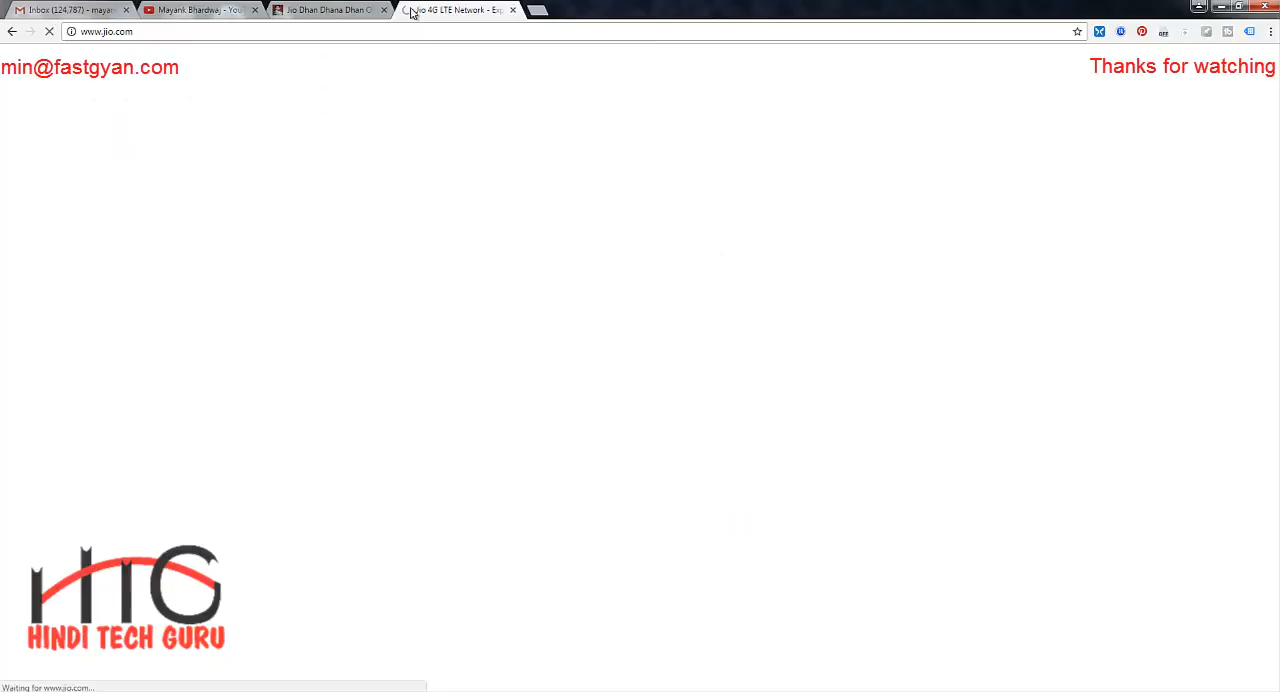 Inbox (124,787) - mayan
Mayank Bhardwaj - You
Jio Dhan Dhana Dhan O
Jio 4G LTE Network - Exp
www.jio.com
min@fastgyan.com
Thanks for watching
HTG
HINDI TECH GURU
Waiting for www.jio.com...